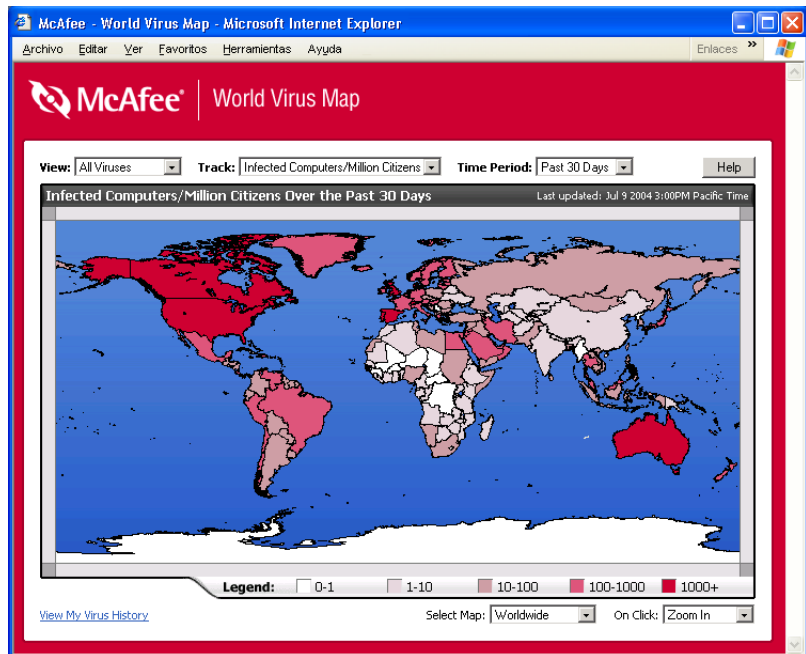 McAfee - World Virus Map - Microsoft Internet Explorer
Archivo Editar Ver Favoritos Herramientas Ayuda Enlaces »
McAfee® World Virus Map
View: All Viruses Track: Infected Computers/Million Citizens Time Period: Past 30 Days Help
Infected Computers/Million Citizens Over the Past 30 Days Last updated: Jul 9 2004 3:00PM Pacific Time
Legend: 0-1 1-10 10-100 100-1000 1000+
View My Virus History Select Map: Worldwide On Click: Zoom In